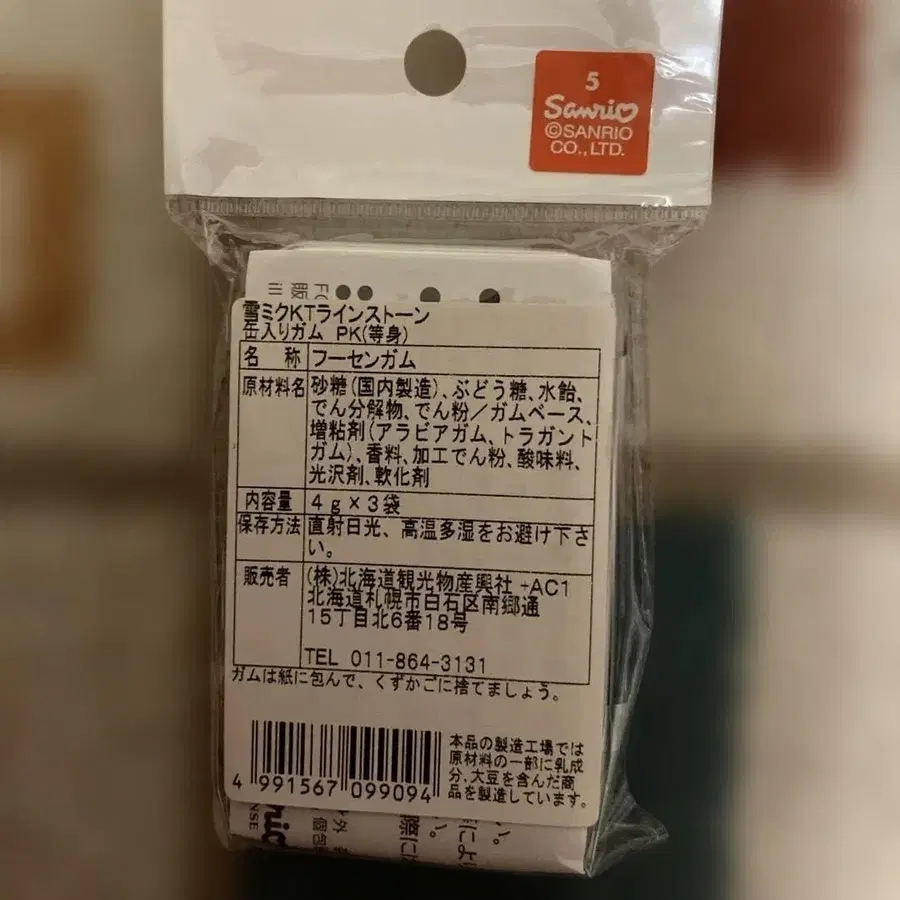 5
Sanrio
©SANRIO
CO.,LTD.
雪ミクKTラインストーン
缶入りガム PK(等身)
名 称 フーセンガム
原材料名 砂糖(国内製造)、ぶどう糖、水飴、
でん分解物、でん粉/ガムベース、
増粘剤(アラビアガム、トラガント
ガム)、香料、加工でん粉、酸味料、
光沢剤、軟化剤
内容量 4g×3袋
保存方法 直射日光、高温多湿をお避け下さ
い。
販売者 (株)北海道観光物産興社 +AC1
北海道札幌市白石区南郷通
15丁目北6番18号
TEL 011-864-3131
ガムは紙に包んで、くずかごに捨てましょう。
本品の製造工場では
原材料の一部に乳成
分、大豆を含んだ商
品を製造しています。
4 991567 099094